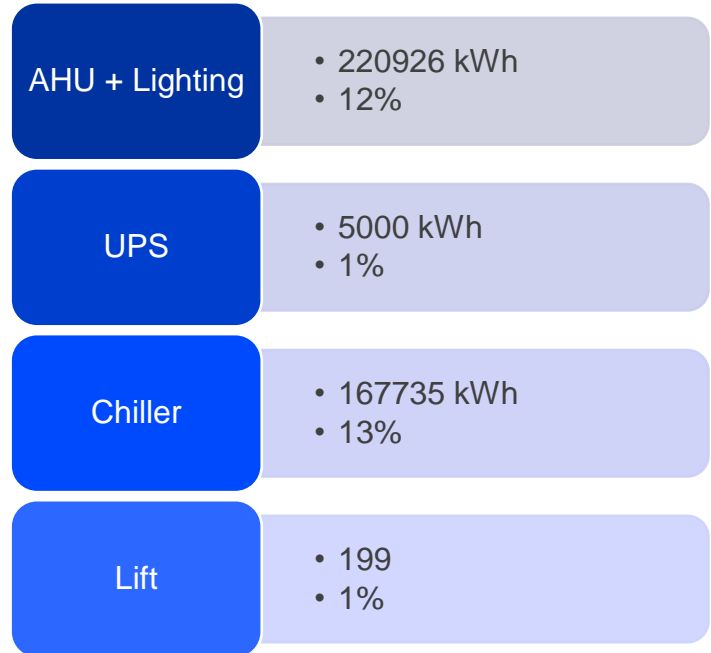 AHU + Lighting
• 220926 kWh
• 12%
UPS
• 5000 kWh
• 1%
Chiller
• 167735 kWh
• 13%
Lift
• 199
• 1%